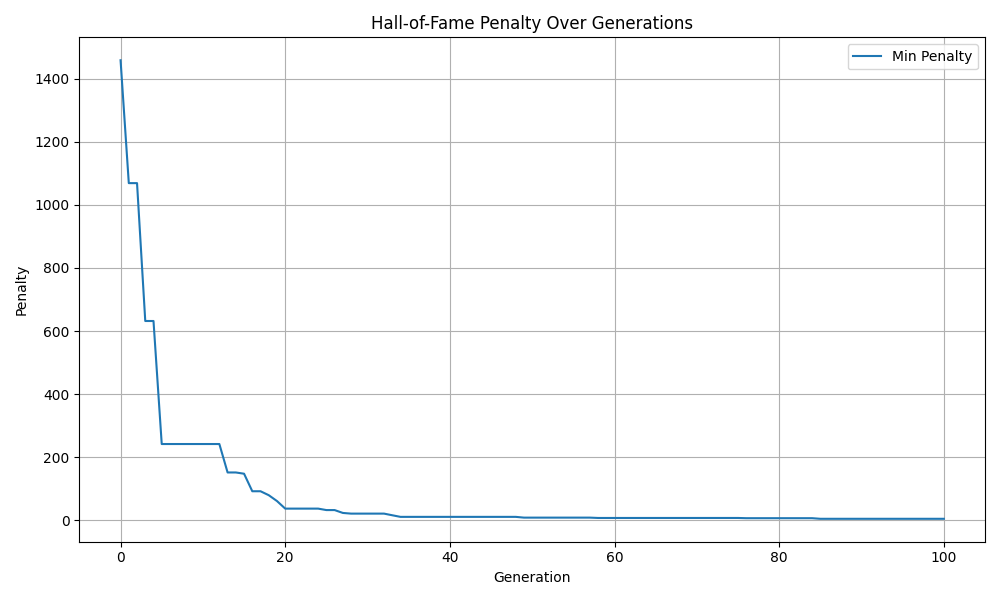 Hall-of-Fame Penalty Over Generations
Min Penalty
1400
1200
1000
800
600
400
200
0
Penalty
0 20 40 60 80 100
Generation